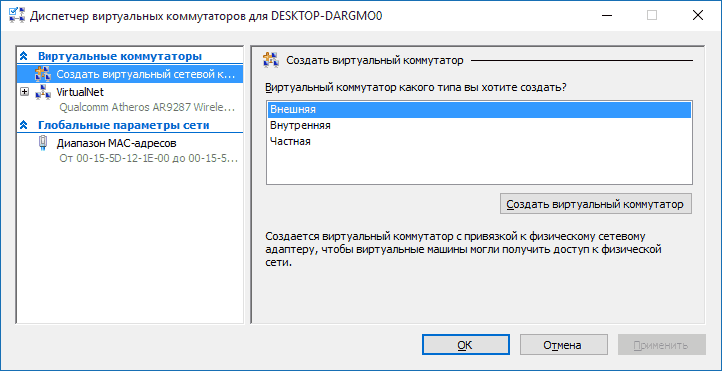 Диспетчер виртуальных коммутаторов для DESKTOP-DARGMO0
Виртуальные коммутаторы
Создать виртуальный сетевой к...
VirtualNet
Qualcomm Atheros AR9287 Wirele...
Глобальные параметры сети
Диапазон MAC-адресов
От 00-15-5D-12-1E-00 до 00-15-5...
Создать виртуальный коммутатор
Виртуальный коммутатор какого типа вы хотите создать?
Внешняя
Внутренняя
Частная
Создать виртуальный коммутатор
Создается виртуальный коммутатор с привязкой к физическому сетевому
адаптеру, чтобы виртуальные машины могли получить доступ к физической
сети.
ОК
Отмена
Применить